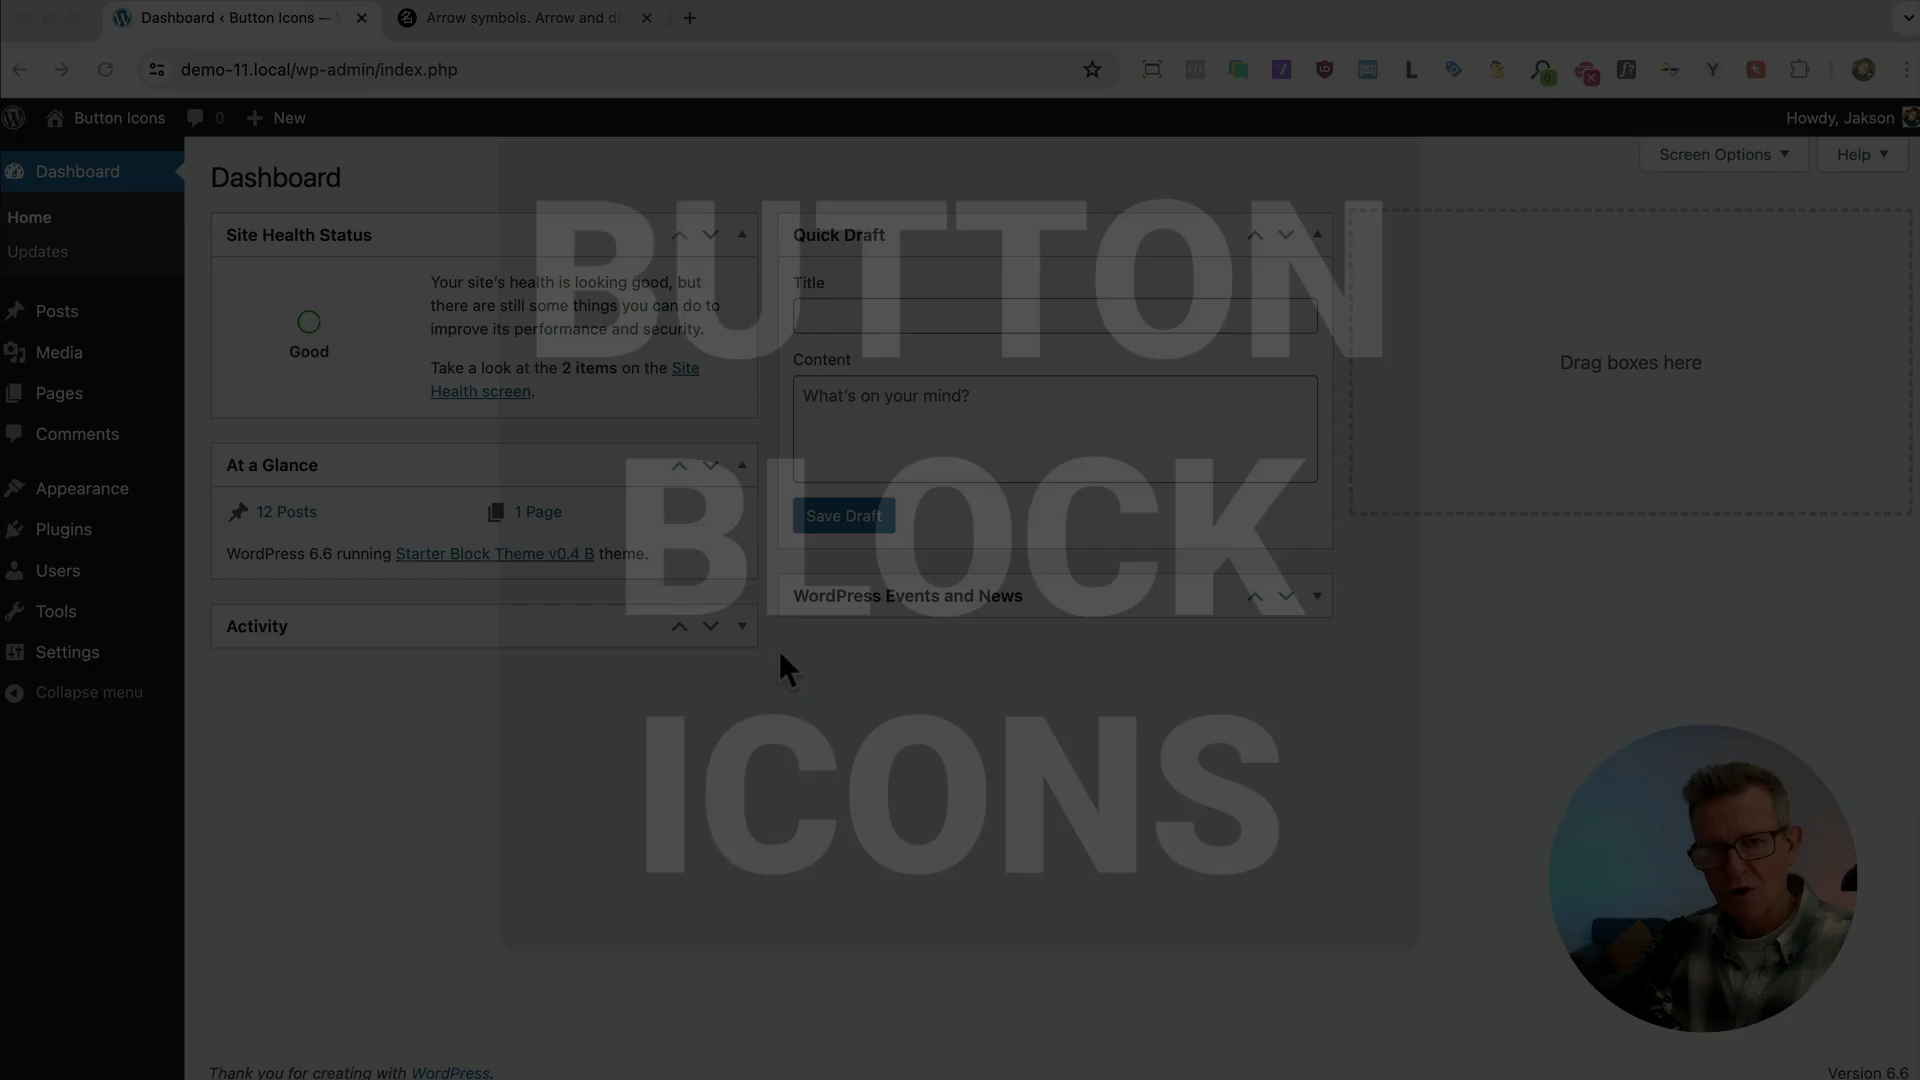 Dashboard ‹ Button Icons —
Arrow symbols. Arrow and
demo-11.local/wp-admin/index.php
Button Icons
0
New
Howdy, Jakson
Dashboard
Home
Updates
Posts
Media
Pages
Comments
Appearance
Plugins
Users
Tools
Settings
Collapse menu
Dashboard
Screen Options
Help
Site Health Status
Good
Your site's health is looking good, but
there are still some things you can do to
improve its performance and security.
Take a look at the 2 items on the Site
Health screen.
At a Glance
12 Posts
1 Page
WordPress 6.6 running Starter Block Theme v0.4 B theme.
Activity
Quick Draft
Title
Content
What's on your mind?
Save Draft
WordPress Events and News
Drag boxes here
BUTTON
BLOCK
ICONS
Thank you for creating with WordPress.
Version 6.6